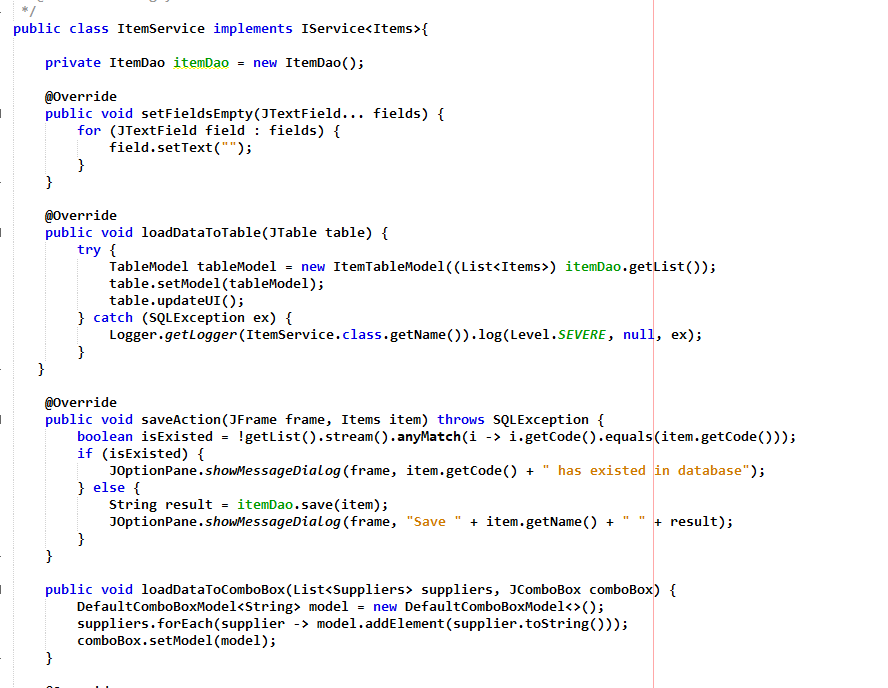 */
public class ItemService implements IService<Items>{
private ItemDao itemDao = new ItemDao();
@Override
public void setFieldsEmpty(JTextField... fields) {
for (JTextField field : fields) {
field.setText("");
}
}
@Override
public void loadDataToTable(JTable table) {
try {
TableModel tableModel = new ItemTableModel((List<Items>) itemDao.getList());
table.setModel(tableModel);
table.updateUI();
} catch (SQLException ex) {
Logger.getLogger(ItemService.class.getName()).log(Level.SEVERE, null, ex);
}
}
@Override
public void saveAction(JFrame frame, Items item) throws SQLException {
boolean isExisted = !getList().stream().anyMatch(i -> i.getCode().equals(item.getCode()));
if (isExisted) {
JOptionPane.showMessageDialog(frame, item.getCode() + " has existed in database");
} else {
String result = itemDao.save(item);
JOptionPane.showMessageDialog(frame, "Save " + item.getName() + " " + result);
}
}
public void loadDataToComboBox(List<Suppliers> suppliers, JComboBox comboBox) {
DefaultComboBoxModel<String> model = new DefaultComboBoxModel<>();
suppliers.forEach(supplier -> model.addElement(supplier.toString()));
comboBox.setModel(model);
}